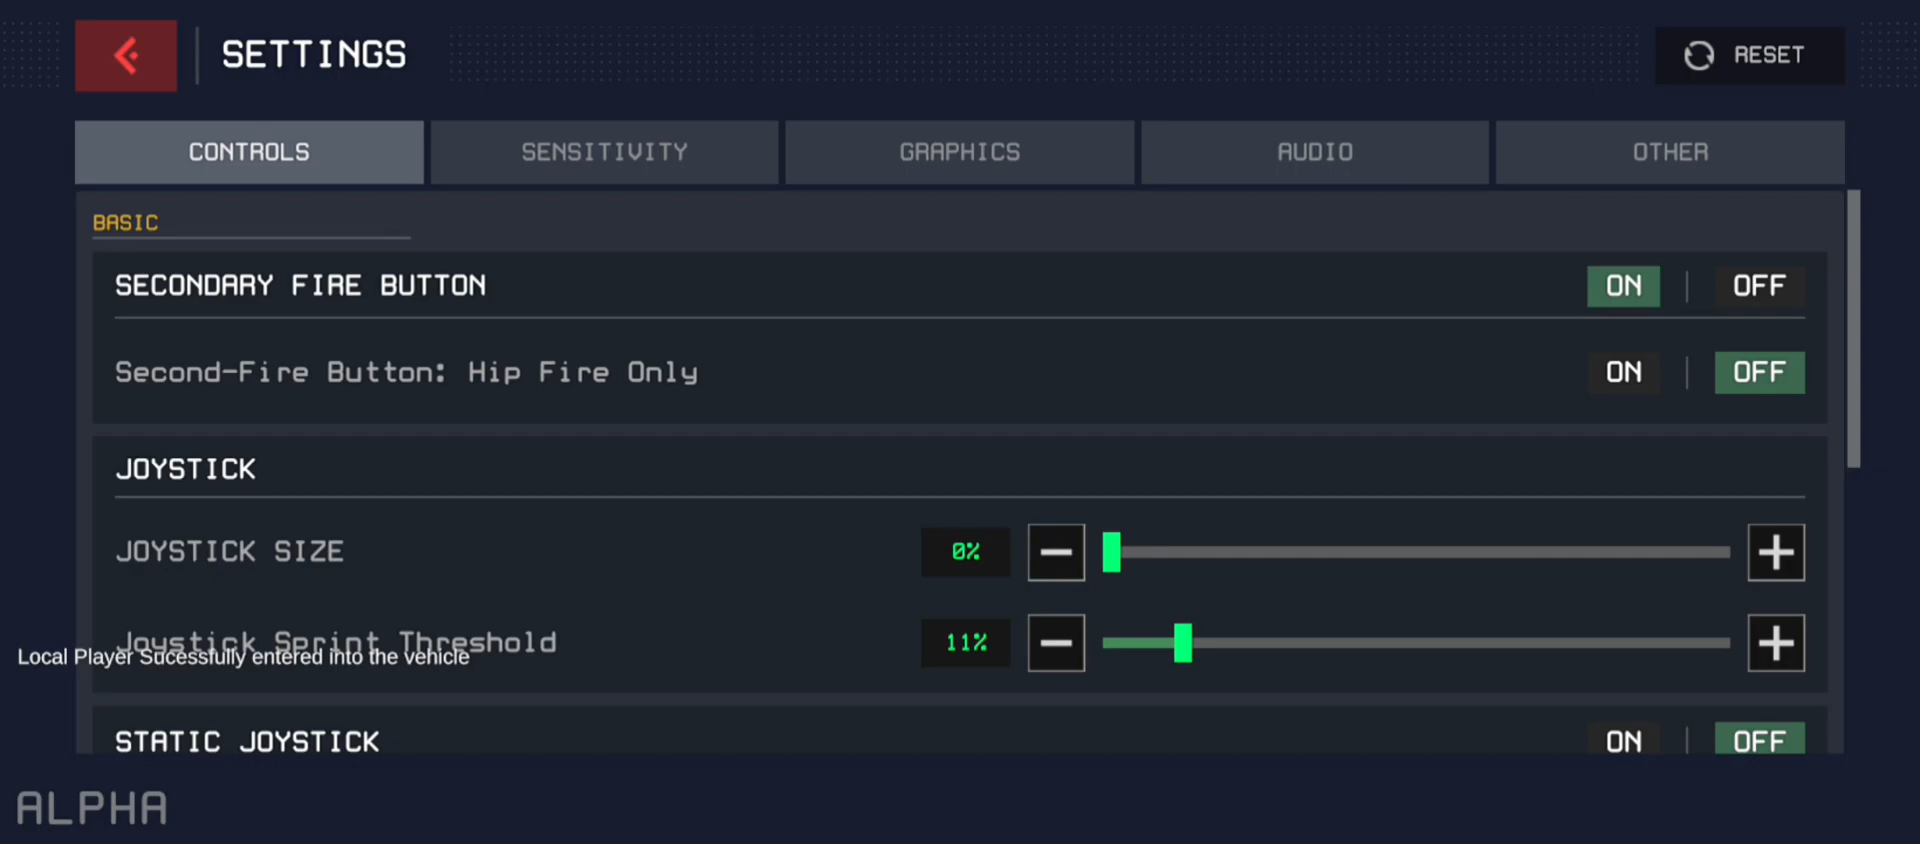 SETTINGS
RESET
CONTROLS
SENSITIVITY
GRAPHICS
AUDIO
OTHER
BASIC
SECONDARY FIRE BUTTON
ON | OFF
Second-Fire Button: Hip Fire Only
ON | OFF
JOYSTICK
JOYSTICK SIZE
0%
Joystick Sprint Threshold
11%
Local Player Sucessfully entered into the vehicle
STATIC JOYSTICK
ON | OFF
ALPHA